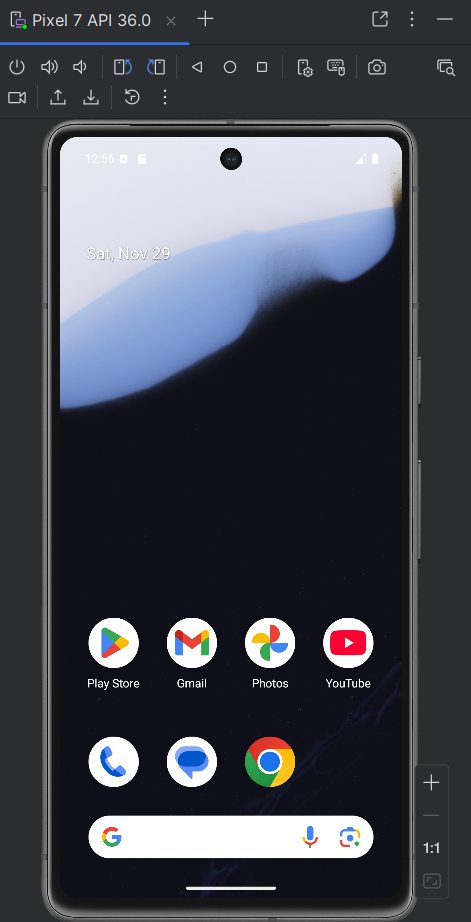 Pixel 7 API 36.0
12:56
Sat, Nov 29
Play Store Gmail Photos YouTube
1:1